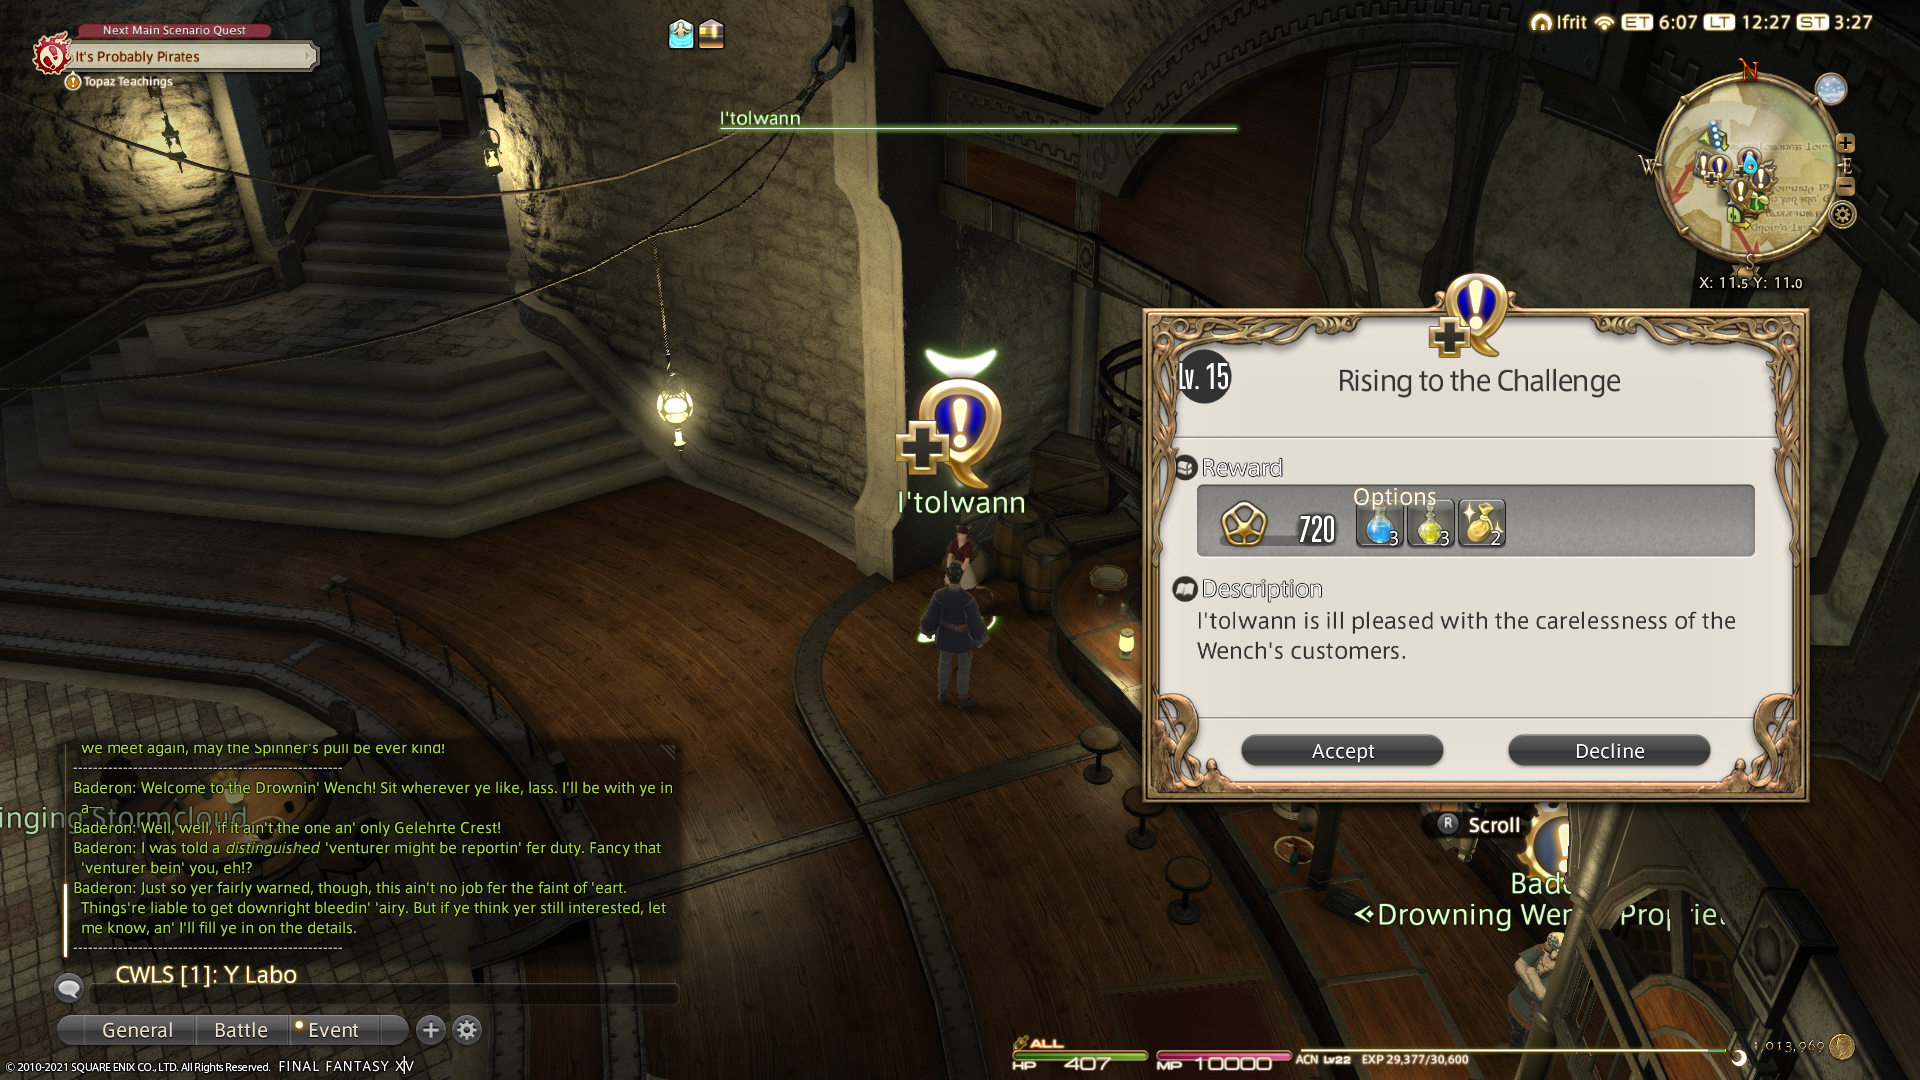 Next Main Scenario Quest
It's Probably Pirates
Topaz Teachings
Ifrit ET 6:07 LT 12:27 ST 3:27
I'tolwann
N
W
E
S
X: 11.5 Y: 11.0
I'tolwann
Lv. 15
Rising to the Challenge
Reward
720
Options
3
3
2
Description
I'tolwann is ill pleased with the carelessness of the
Wench's customers.
Accept
Decline
R Scroll
we meet again, may the Spinner's pull be ever kind!
Baderon: Welcome to the Drownin' Wench! Sit wherever ye like, lass. I'll be with ye in
a—
inging Stormcloud
Baderon: Well, well, if it ain't the one an' only Gelehrte Crest!
Baderon: I was told a distinguished 'venturer might be reportin' fer duty. Fancy that
'venturer bein' you, eh!?
Baderon: Just so yer fairly warned, though, this ain't no job fer the faint of 'eart.
Things're liable to get downright bleedin' 'airy. But if ye think yer still interested, let
me know, an' I'll fill ye in on the details.
CWLS [1]: Y Labo
General
Battle
Event
ALL
HP 407
MP 10000
ACN Lv22 EXP 29,377/30,600
1,013,969
© 2010-2021 SQUARE ENIX CO., LTD. All Rights Reserved. FINAL FANTASY XIV